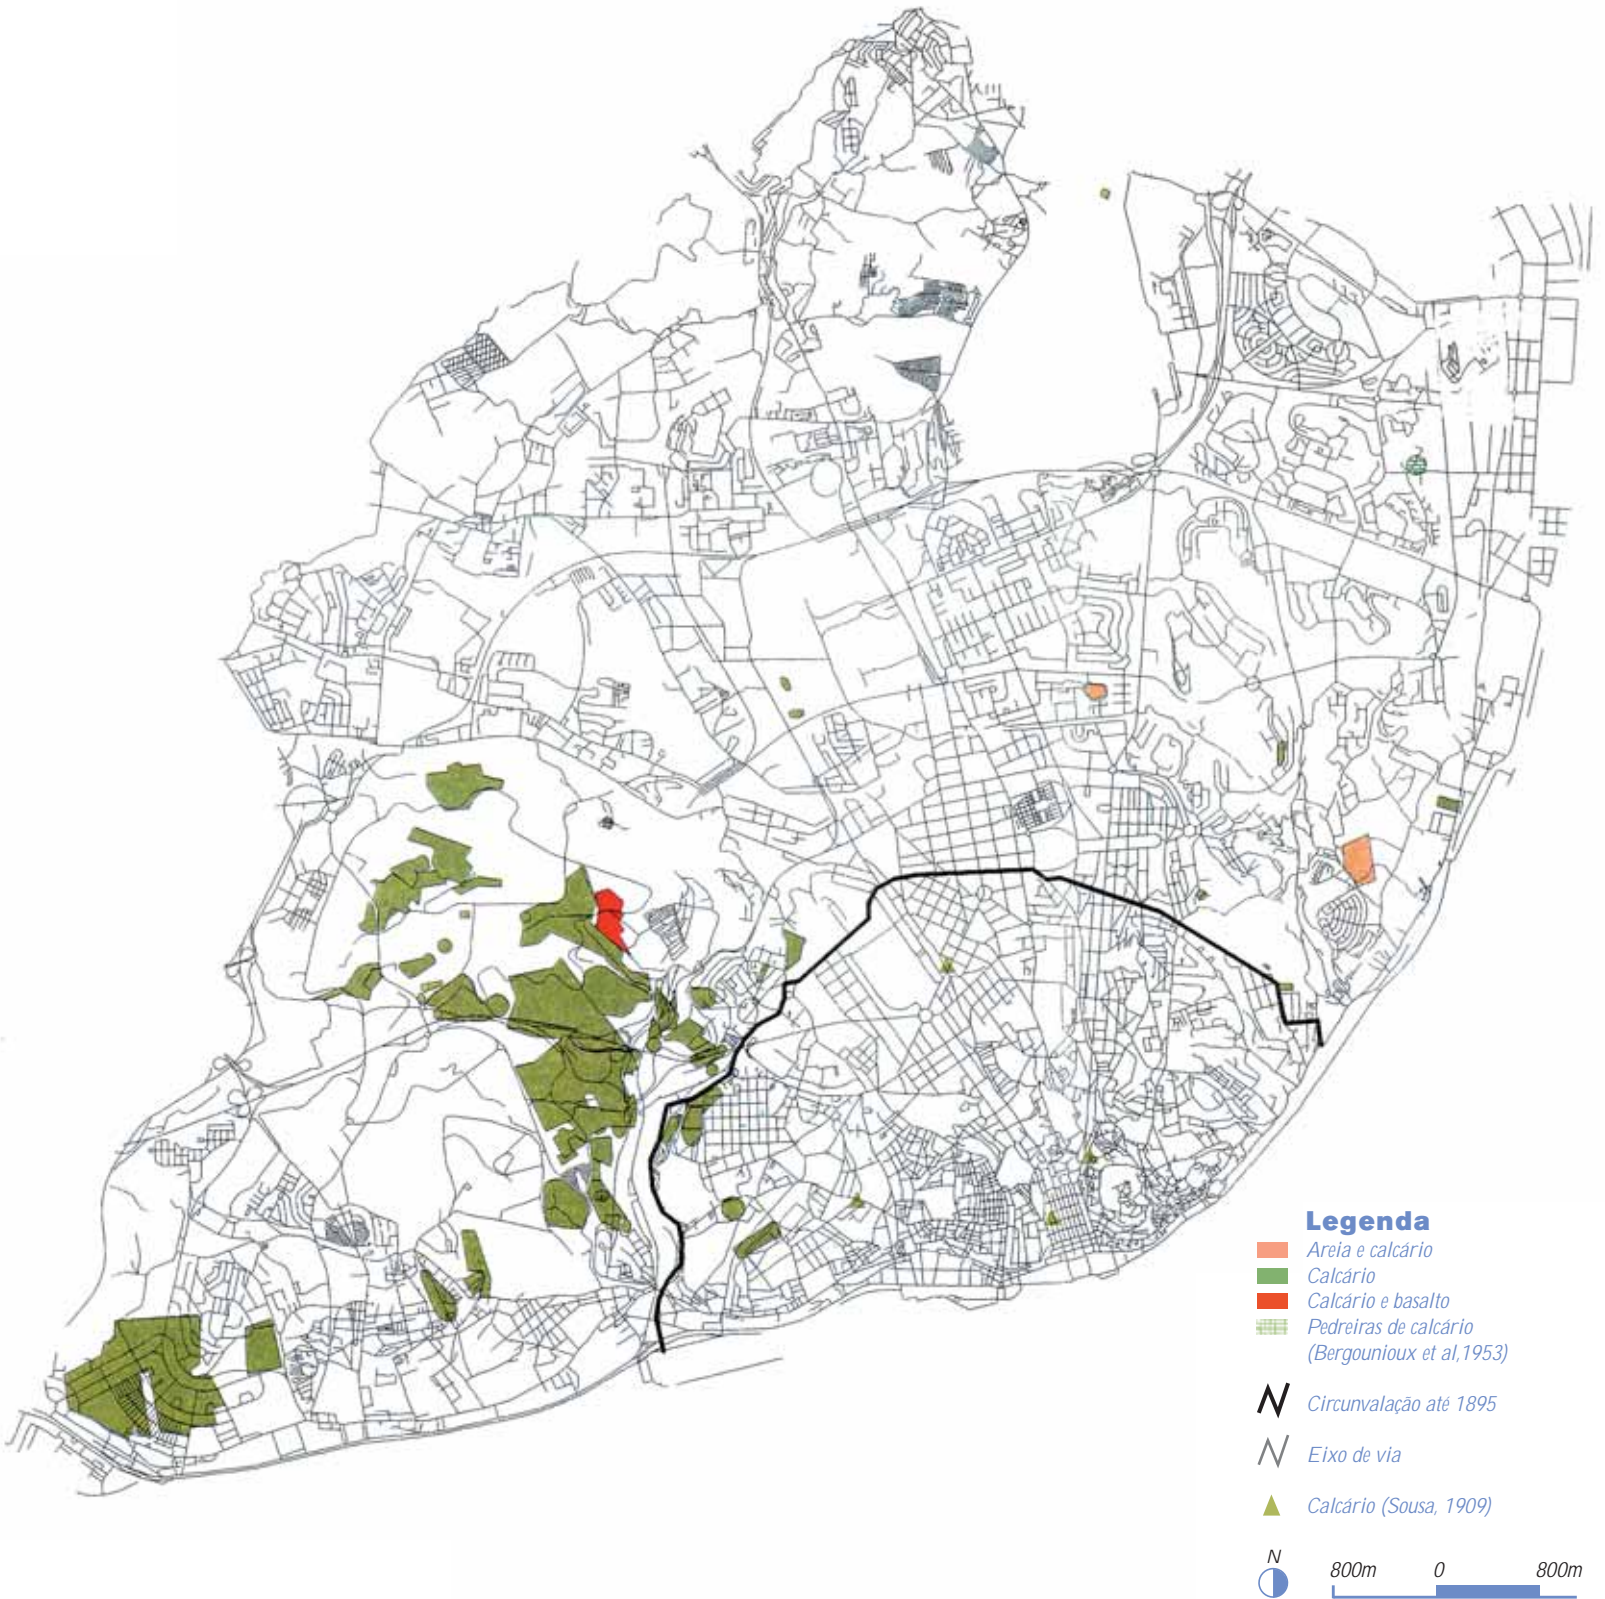 Legenda
Areia e calcário
Calcário
Calcário e basalto
Pedreiras de calcário
(Bergounioux et al,1953)
Circunvalação até 1895
Eixo de via
Calcário (Sousa, 1909)
N
800m 0 800m